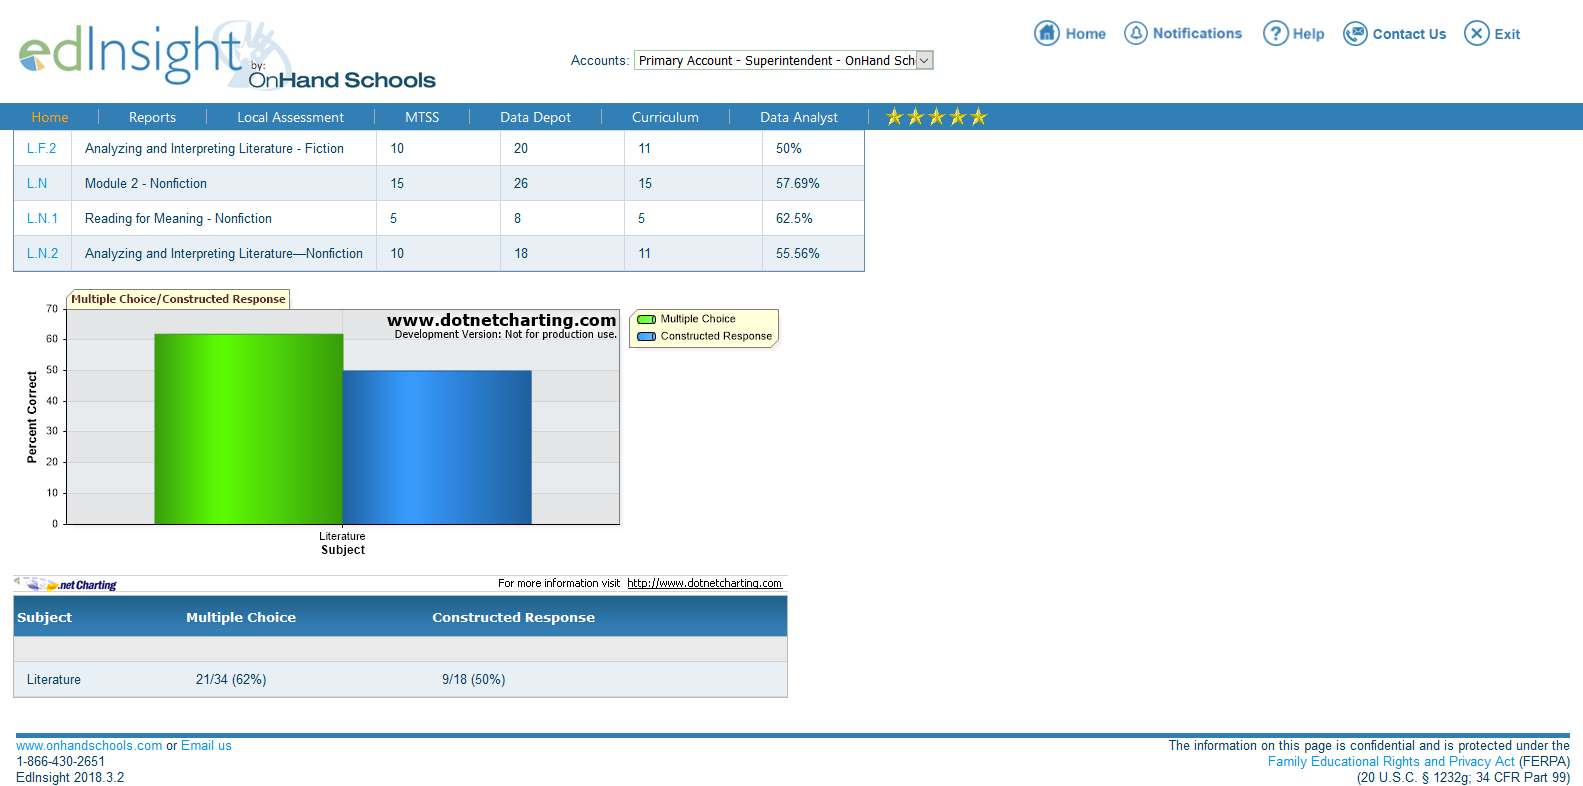 edInsight
by:
OnHand Schools
Accounts: Primary Account - Superintendent - OnHand Sch
Home Notifications Help Contact Us Exit
Home Reports Local Assessment MTSS Data Depot Curriculum Data Analyst
L.F.2 Analyzing and Interpreting Literature - Fiction 10 20 11 50%
L.N Module 2 - Nonfiction 15 26 15 57.69%
L.N.1 Reading for Meaning - Nonfiction 5 8 5 62.5%
L.N.2 Analyzing and Interpreting Literature—Nonfiction 10 18 11 55.56%
Multiple Choice/Constructed Response
www.dotnetcharting.com
Development Version: Not for production use.
Multiple Choice
Constructed Response
Percent Correct
70
60
50
40
30
20
10
0
Literature
Subject
.net Charting
For more information visit http://www.dotnetcharting.com
Subject Multiple Choice Constructed Response
Literature 21/34 (62%) 9/18 (50%)
www.onhandschools.com or Email us
1-866-430-2651
EdInsight 2018.3.2
The information on this page is confidential and is protected under the
Family Educational Rights and Privacy Act (FERPA)
(20 U.S.C. § 1232g; 34 CFR Part 99)